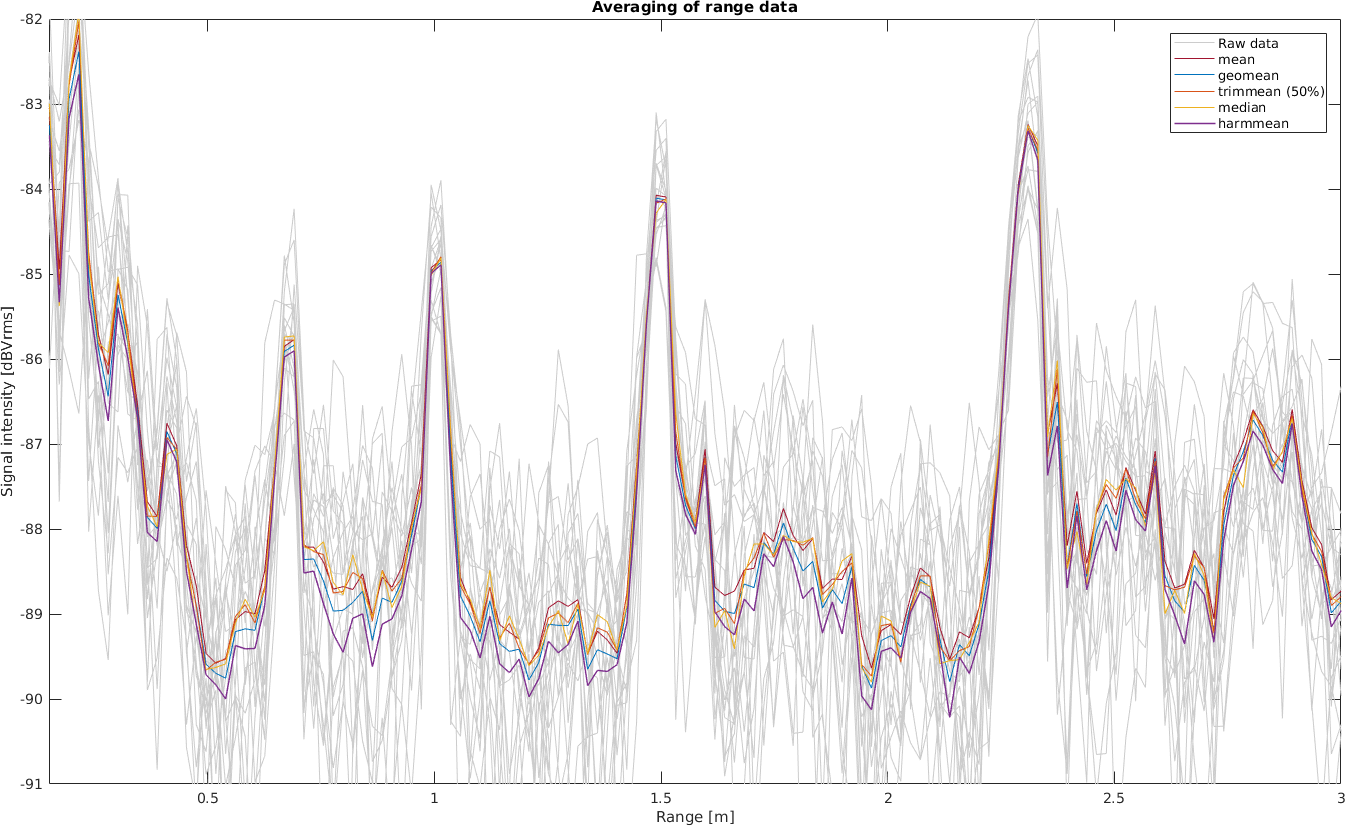 Averaging of range data
-82
-83
-84
-85
-86
-87
-88
-89
-90
-91
Signal intensity [dBVrms]
0.5
1
1.5
2
2.5
3
Range [m]
Raw data
mean
geomean
trimmean (50%)
median
harmmean